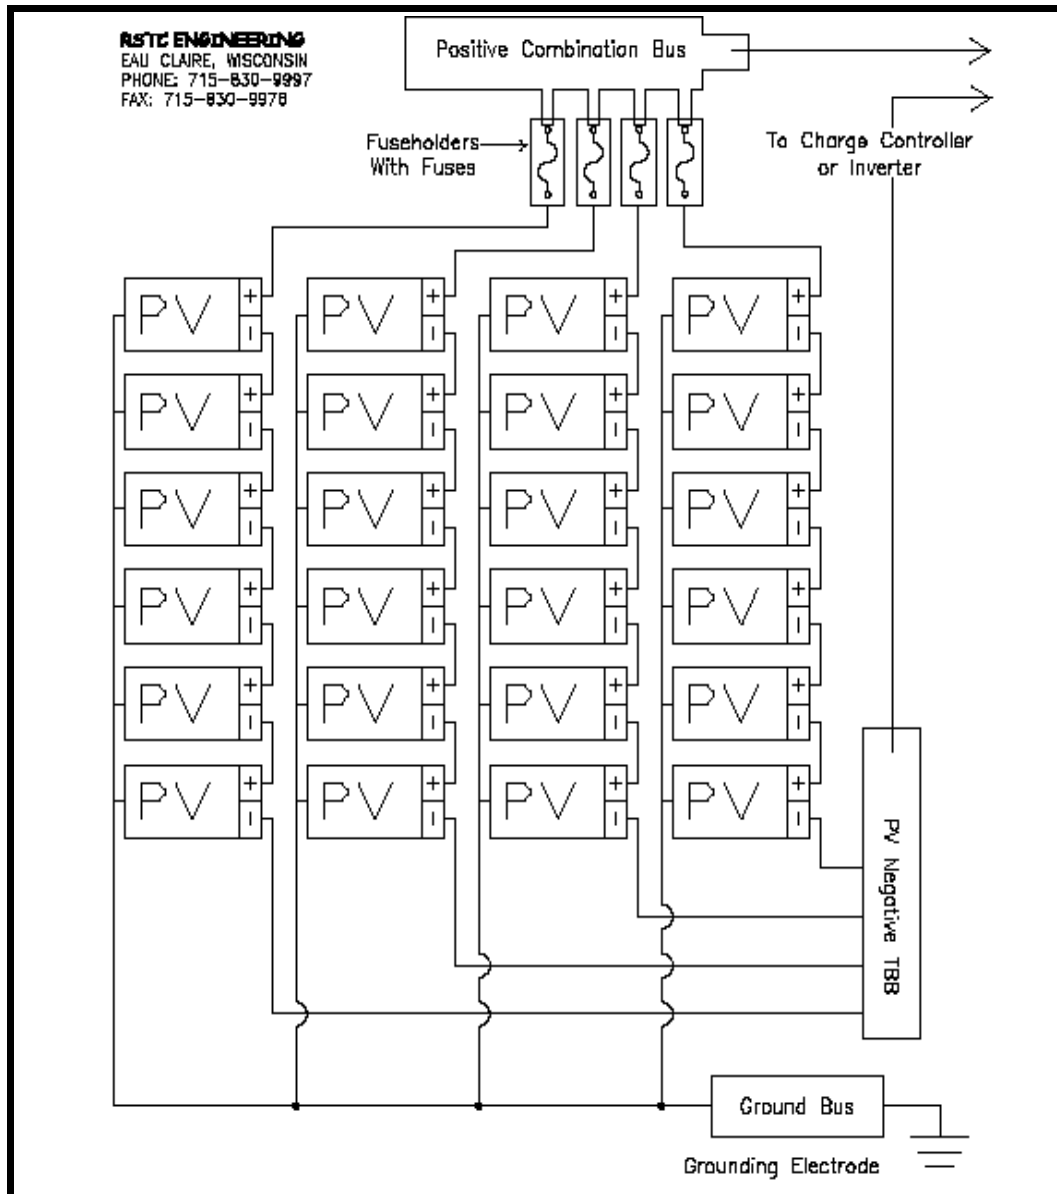 RSTC ENGINEERING
EAU CLAIRE, WISCONSIN
PHONE: 715-830-9997
FAX: 715-830-9976
Positive Combination Bus
Fuseholders
With Fuses
To Charge Controller
or Inverter
PV + - PV + - PV + - PV + -
PV + - PV + - PV + - PV + -
PV + - PV + - PV + - PV + -
PV + - PV + - PV + - PV + -
PV + - PV + - PV + - PV + -
PV + - PV + - PV + - PV + -
PV Negative TBB
Ground Bus
Grounding Electrode